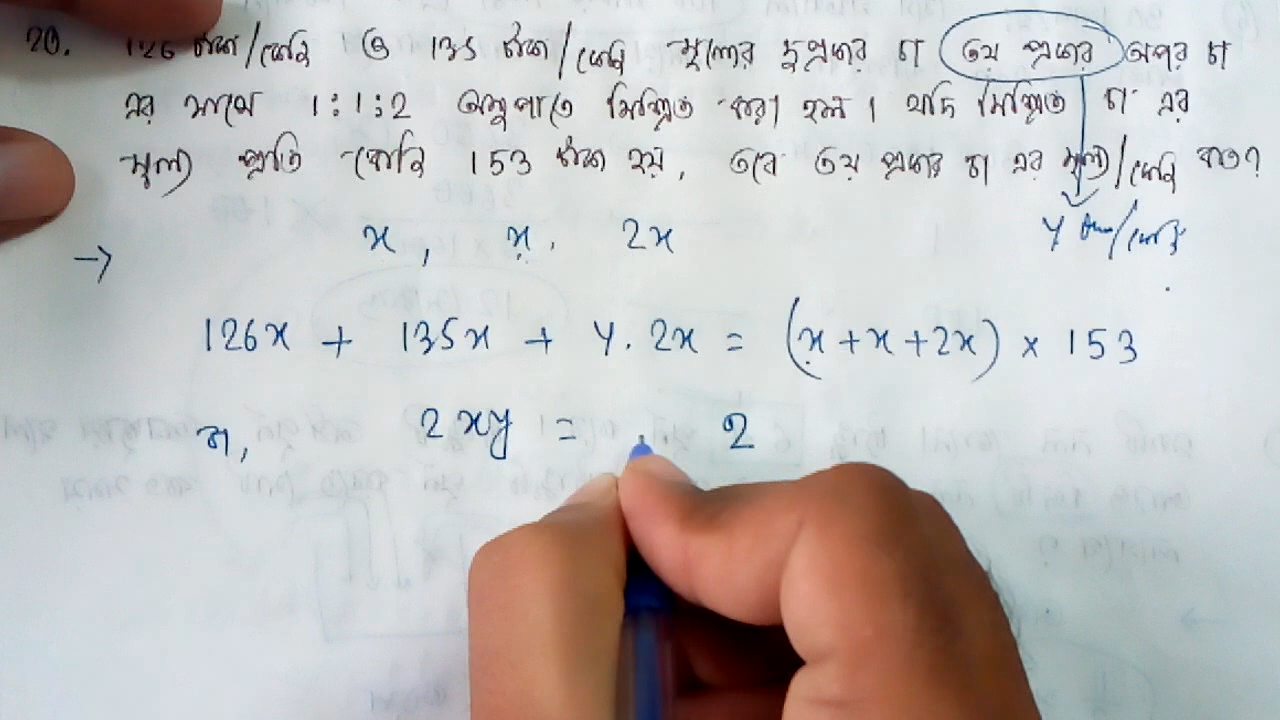 20. 126 টাকা/কেজি ও 135 টাকা/কেজি মূল্যের দুপ্রকার চা ৩য় প্রকার অপর চা
এর সাথে 1:1:2 অনুপাতে মিশ্রিত করা হল। যদি মিশ্রিত চা এর
মূল্য প্রতি কেজি 153 টাকা হয়, তবে ৩য় প্রকার চা এর মূল্য/কেজি কত?
→ x, x, 2x
y টাকা/কেজি
126x + 135x + y. 2x = (x + x + 2x) × 153
বা, 2xy = 2